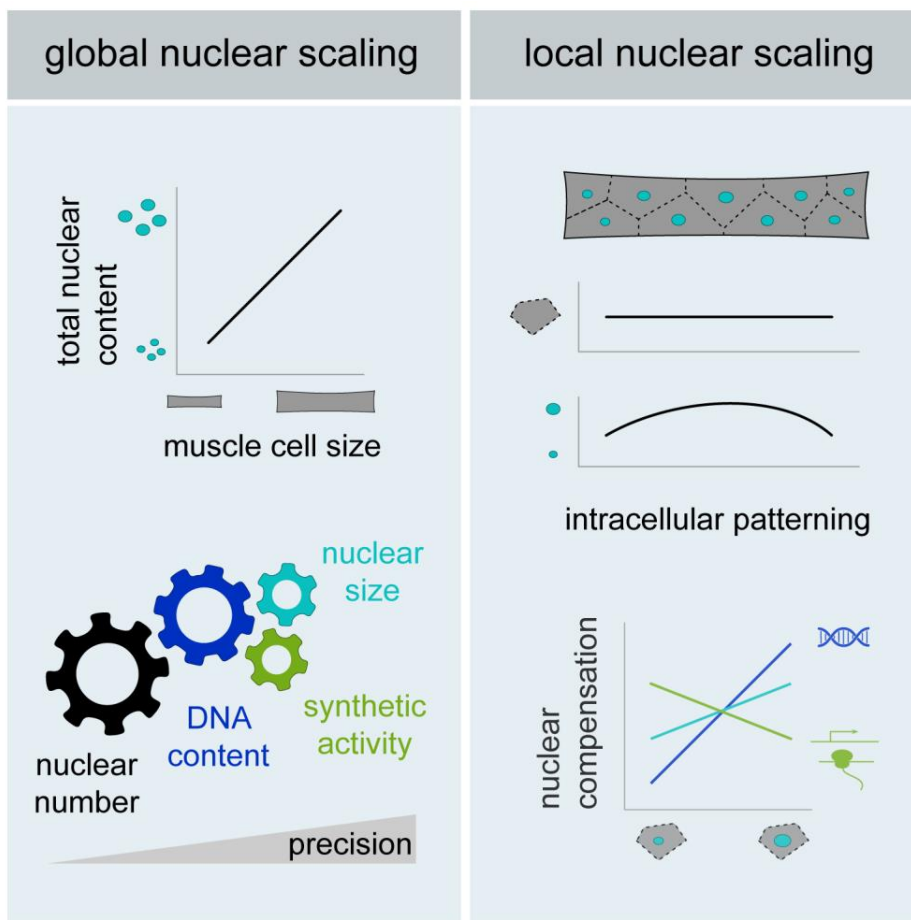 global nuclear scaling
total nuclear
content
muscle cell size
nuclear
size
DNA
content
synthetic
activity
nuclear
number
precision
local nuclear scaling
intracellular patterning
nuclear
compensation